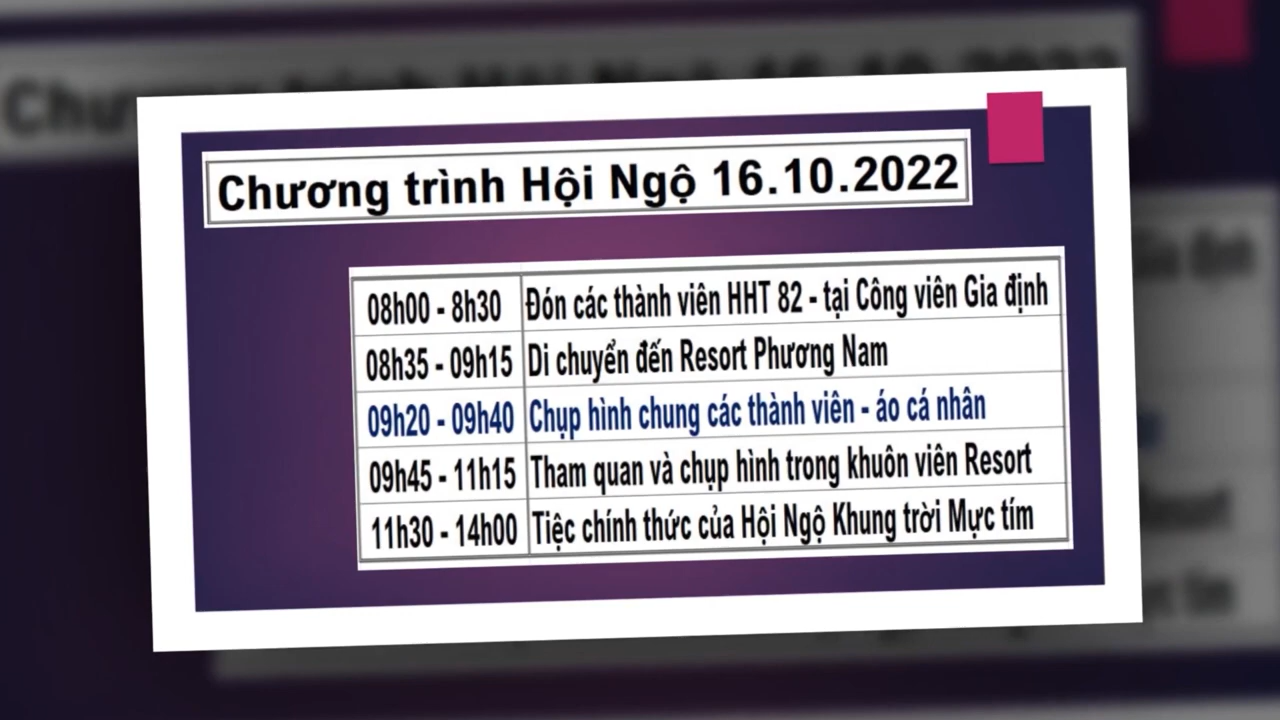 Chương trình Hội Ngộ 16.10.2022
08h00 - 8h30 Đón các thành viên HHT 82 - tại Công viên Gia định
08h35 - 09h15 Di chuyển đến Resort Phương Nam
09h20 - 09h40 Chụp hình chung các thành viên - áo cá nhân
09h45 - 11h15 Tham quan và chụp hình trong khuôn viên Resort
11h30 - 14h00 Tiệc chính thức của Hội Ngộ Khung trời Mực tím